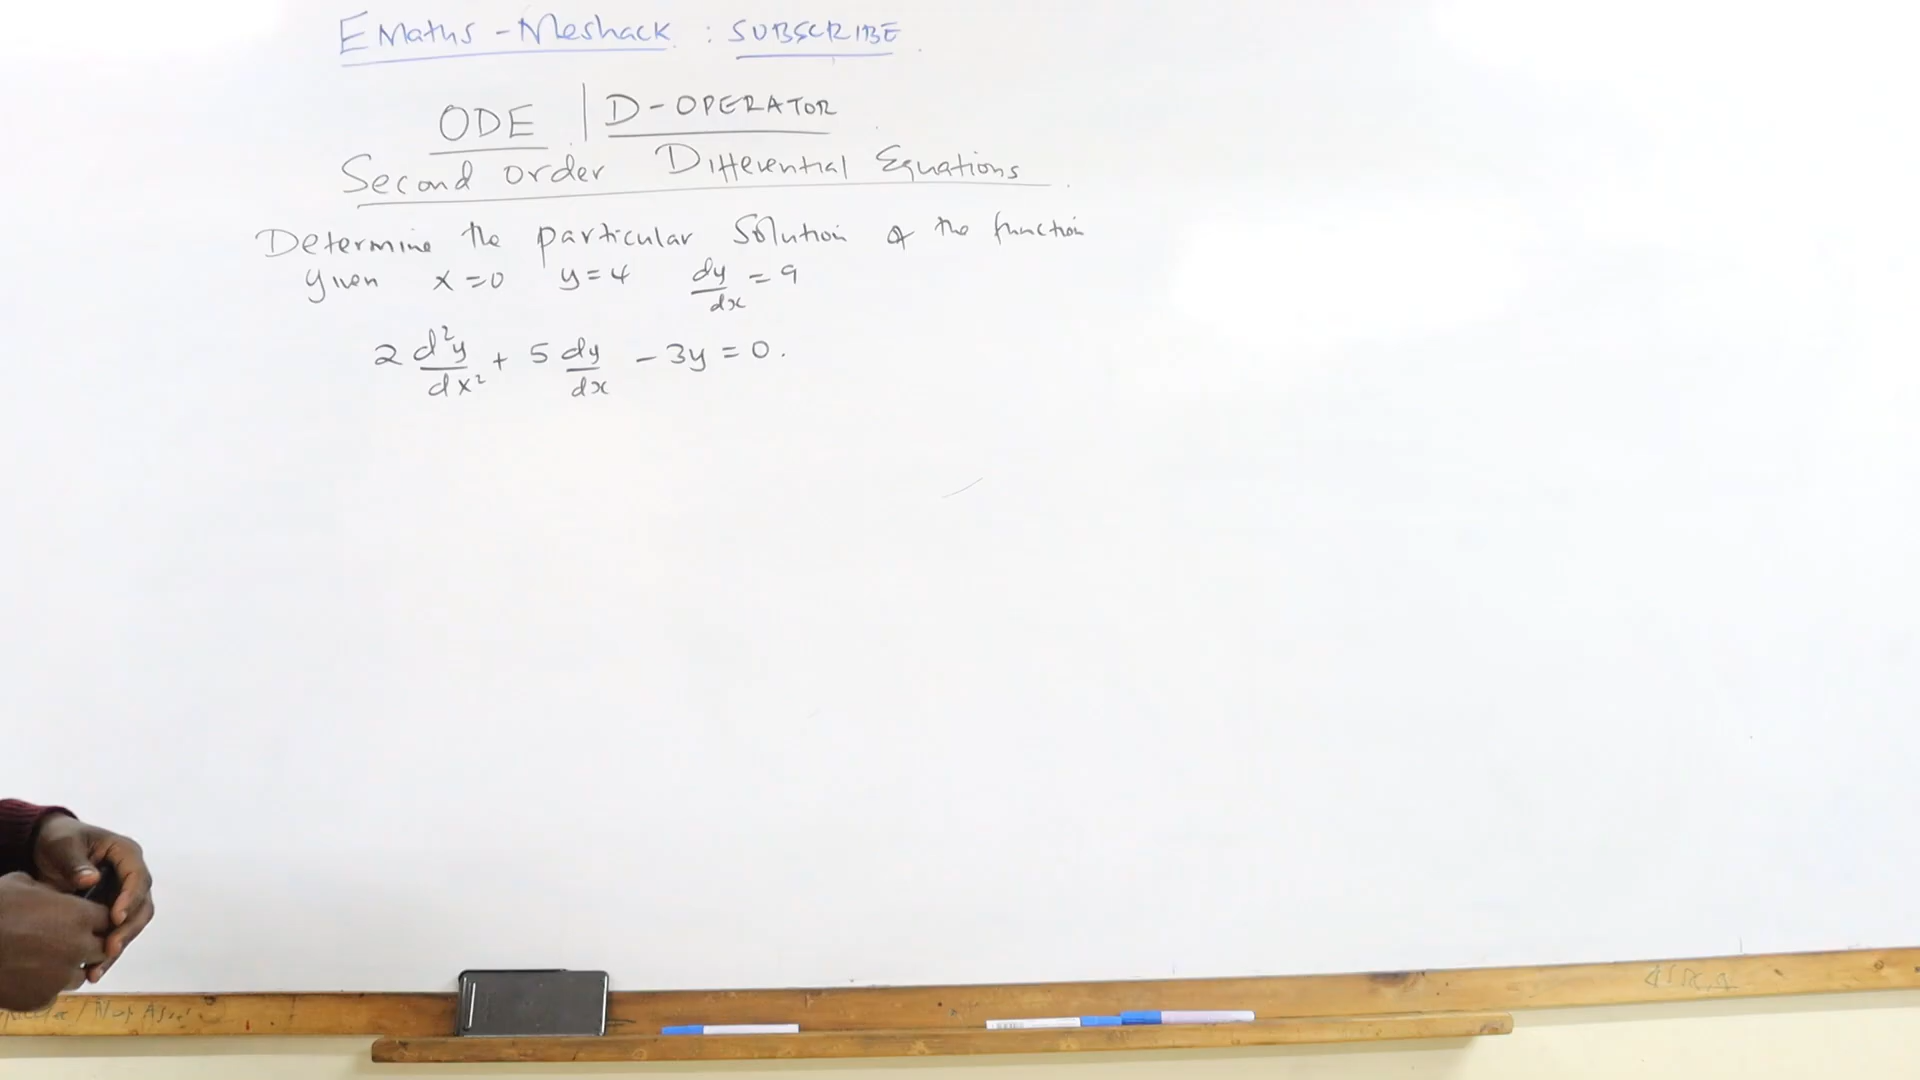 EMaths - Meshack : SUBSCRIBE
ODE | D-OPERATOR
Second order Differential Equations
Determine the particular Solution of the function
given x=0 y=4 dy/dx = 9
2 d²y/dx² + 5 dy/dx - 3y = 0.